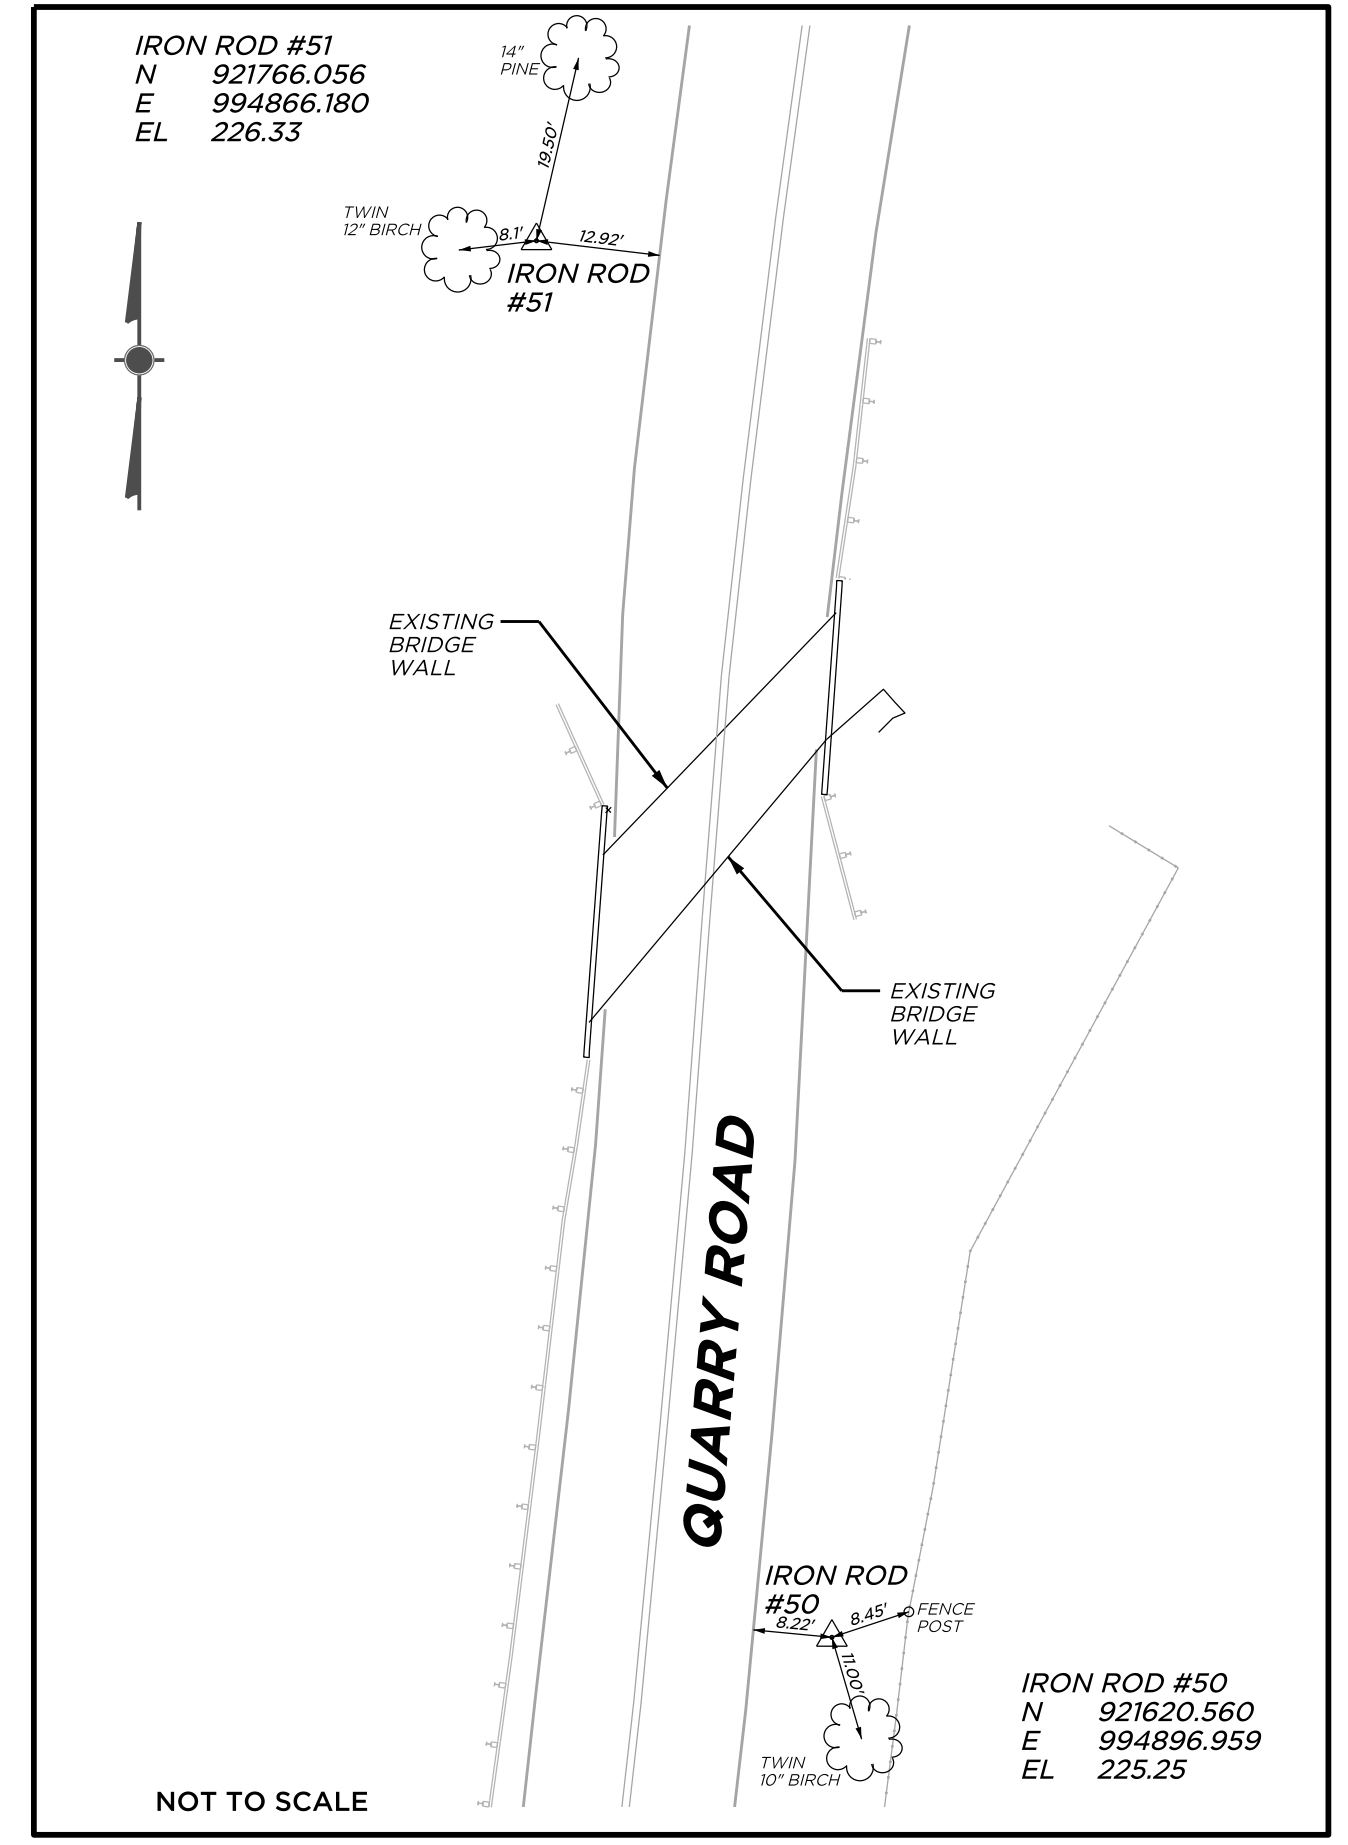 IRON ROD #51
N 921766.056
E 994866.180
EL 226.33
14"
PINE
19.50'
TWIN
12" BIRCH
8.1'
12.92'
IRON ROD
#51
EXISTING
BRIDGE
WALL
EXISTING
BRIDGE
WALL
QUARRY ROAD
IRON ROD
#50
8.22'
8.45'
FENCE
POST
11.00'
TWIN
10" BIRCH
IRON ROD #50
N 921620.560
E 994896.959
EL 225.25
NOT TO SCALE